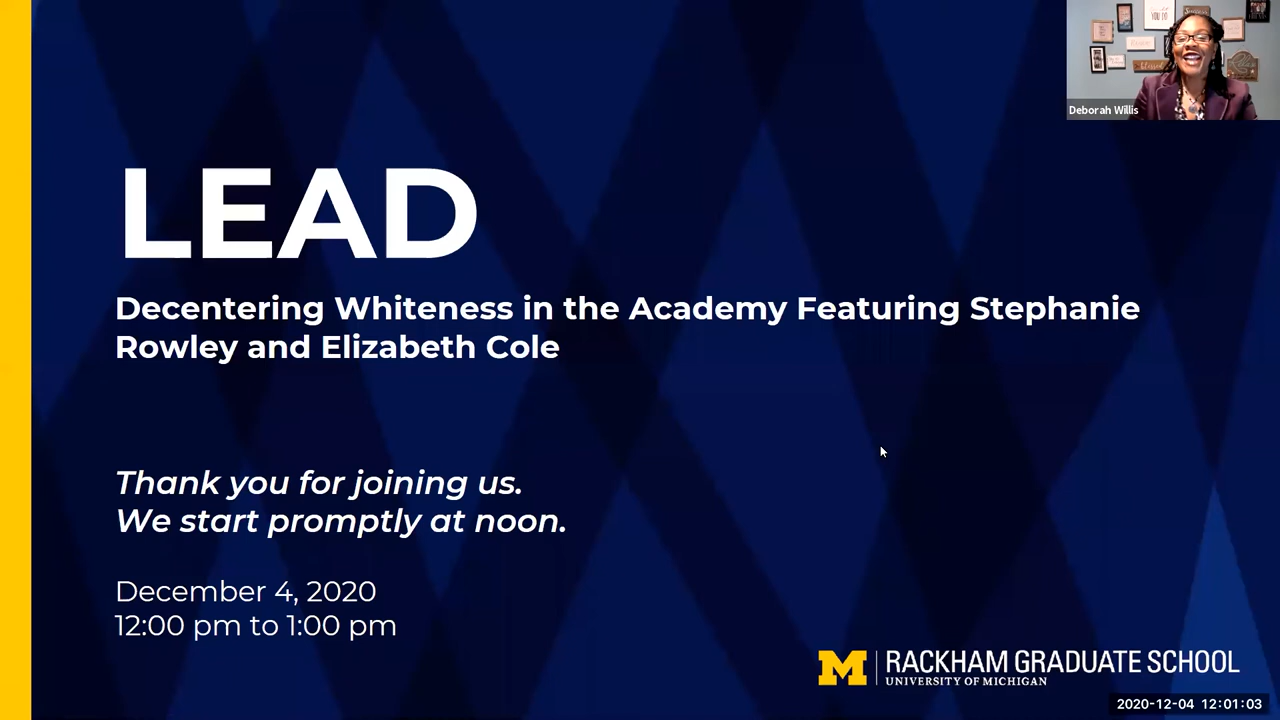 Deborah Willis
LEAD
Decentering Whiteness in the Academy Featuring Stephanie
Rowley and Elizabeth Cole
Thank you for joining us.
We start promptly at noon.
December 4, 2020
12:00 pm to 1:00 pm
M RACKHAM GRADUATE SCHOOL
UNIVERSITY OF MICHIGAN
2020-12-04 12:01:03